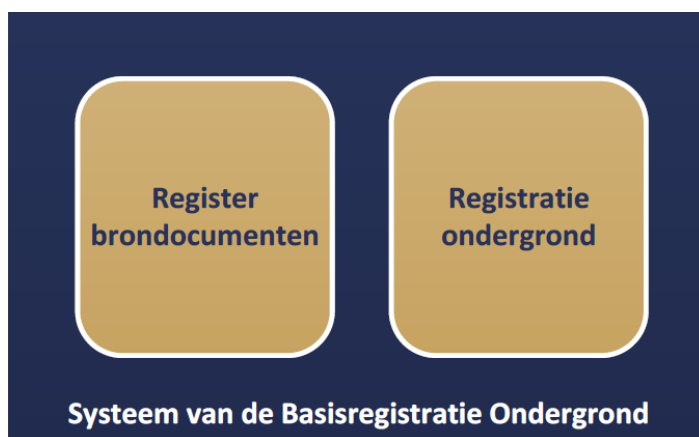 Register
brondocumenten
Registratie
ondergrond
Systeem van de Basisregistratie Ondergrond